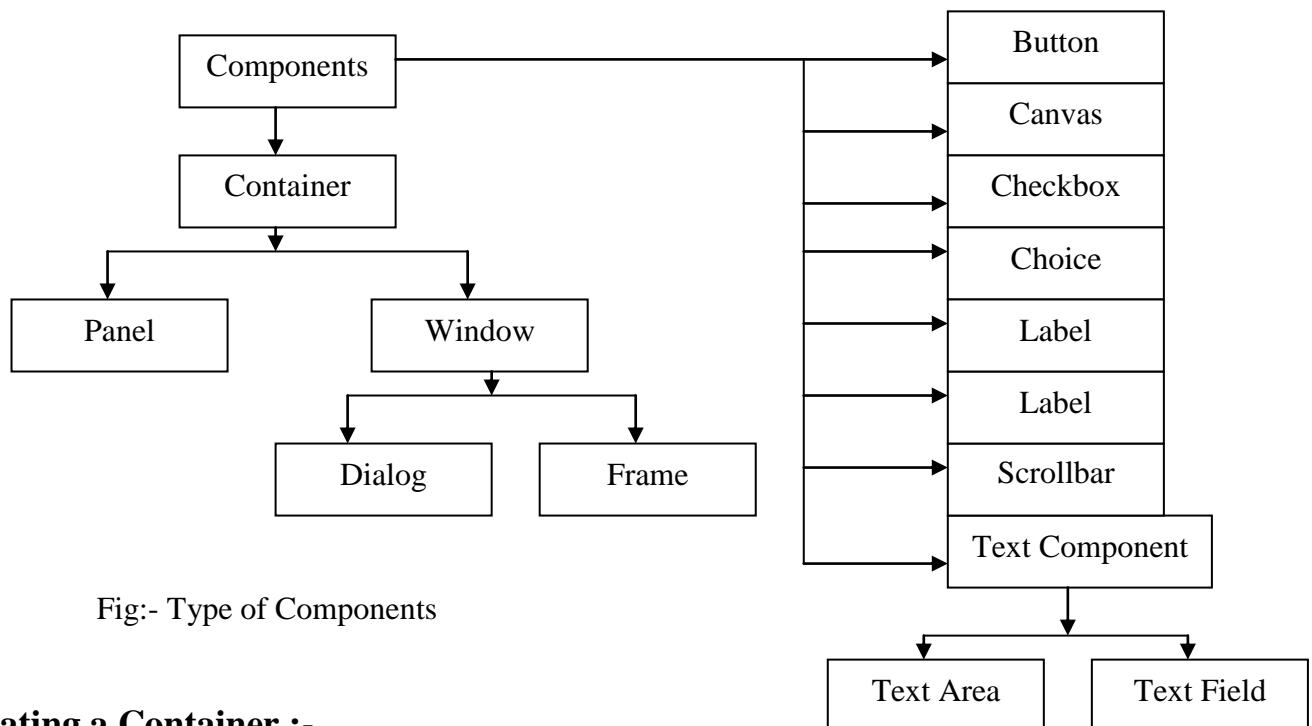 Components
Container
Panel
Window
Dialog
Frame
Button
Canvas
Checkbox
Choice
Label
Label
Scrollbar
Text Component
Text Area
Text Field
Fig:- Type of Components
ating a Container :-